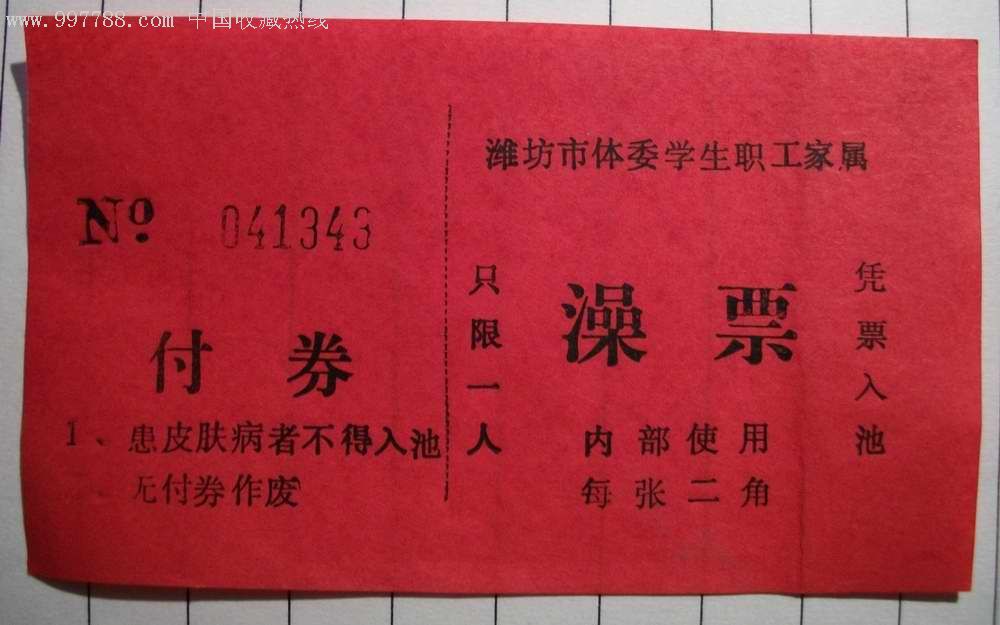 www.997788.com 中国收藏热线
No 041343
付券
1、患皮肤病者不得入池
无付券作废
潍坊市体委学生职工家属
只限一人
澡票
内部使用
每张二角
凭票入池